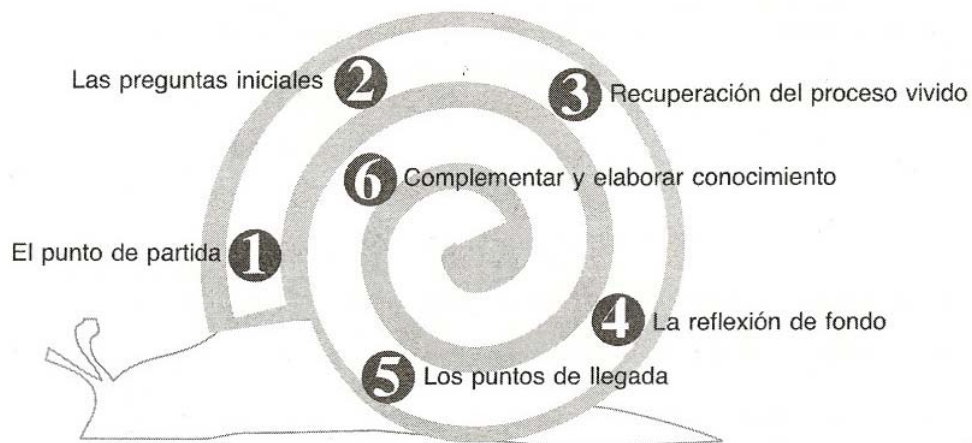 1 El punto de partida
2 Las preguntas iniciales
3 Recuperación del proceso vivido
4 La reflexión de fondo
5 Los puntos de llegada
6 Complementar y elaborar conocimiento